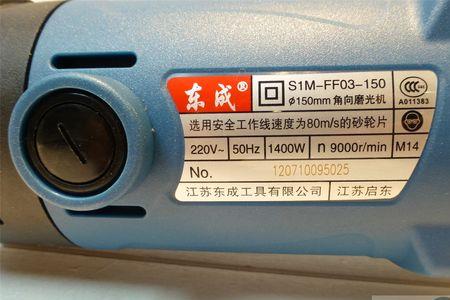 东成® S1M-FF03-150
φ150mm 角向磨光机
A011383
选用安全工作线速度为80m/s的砂轮片
220V~ 50Hz 1400W n 9000r/min M14
No. 120710095025
江苏东成工具有限公司 江苏启东